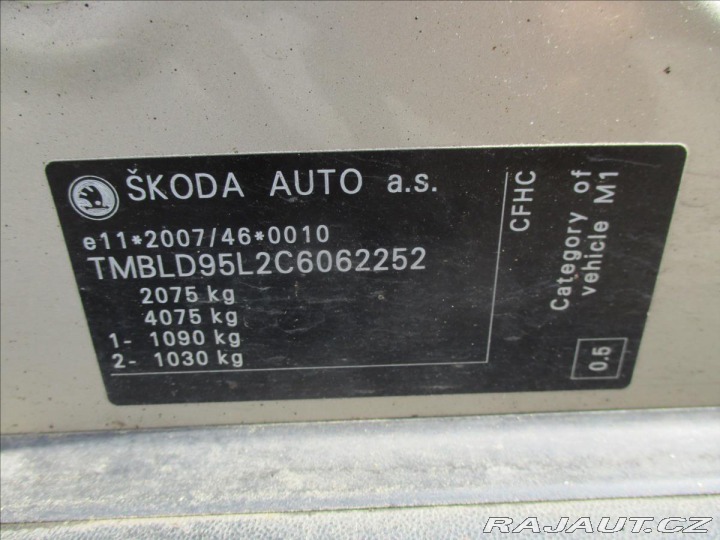 ŠKODA AUTO a.s.
e11*2007/46*0010
TMBLD95L2C6062252
2075 kg
4075 kg
1- 1090 kg
2- 1030 kg
CFHC
Category of
vehicle M1
0.5
RAJAUT.CZ